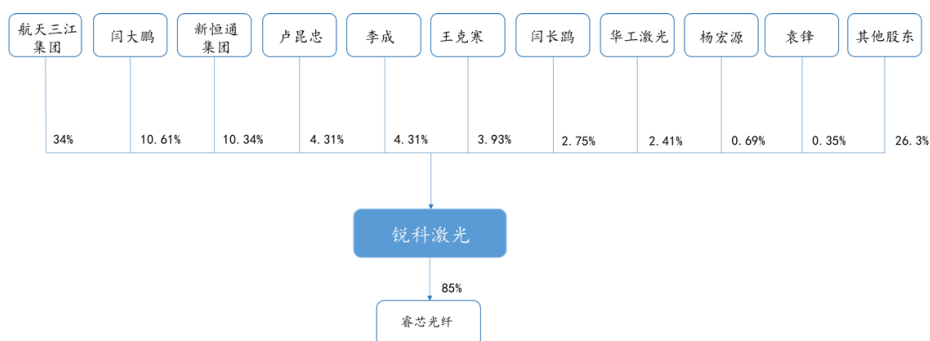 航天三江
集团
闫大鹏
新恒通
集团
卢昆忠
李成
王克寒
闫长鹍
华工激光
杨宏源
袁锋
其他股东
34%
10.61%
10.34%
4.31%
4.31%
3.93%
2.75%
2.41%
0.69%
0.35%
26.3%
锐科激光
85%
睿芯光纤